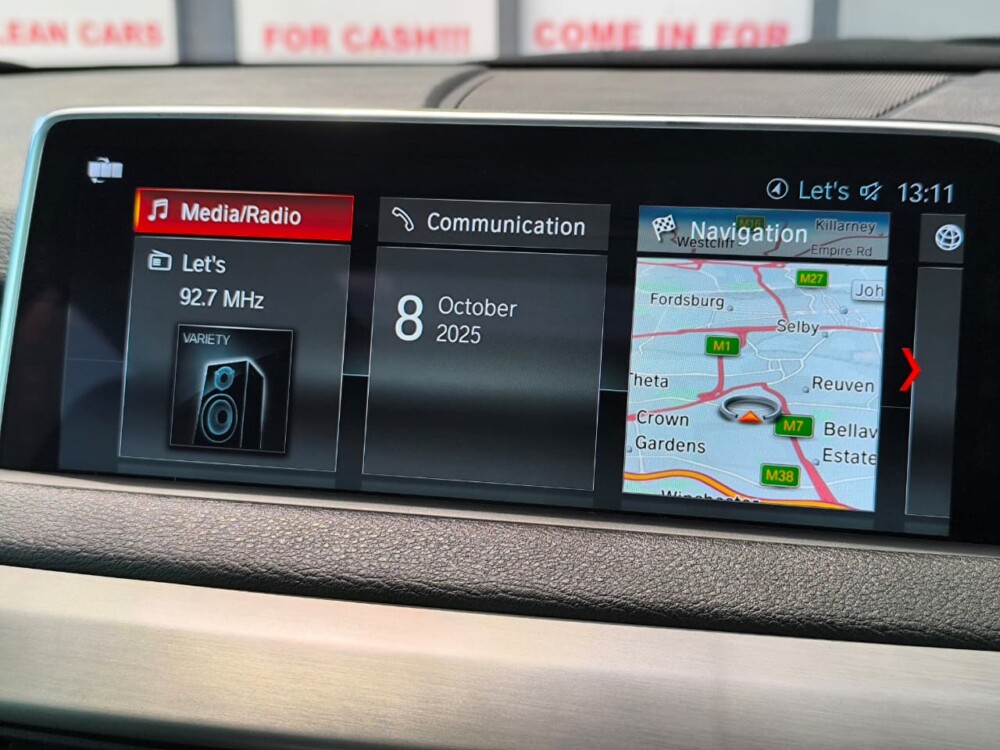 LEAN CARS
FOR CASH!!!
COME IN FOR
Let's
13:11
Media/Radio
Let's
92.7 MHz
VARIETY
Communication
8
October
2025
Navigation
M16
Killarney
Westcliff
Empire Rd
M27
Joh
Fordsburg
Selby
M1
Theta
Reuven
Crown
Gardens
M7
Bellav
Estate
M38
Winchester